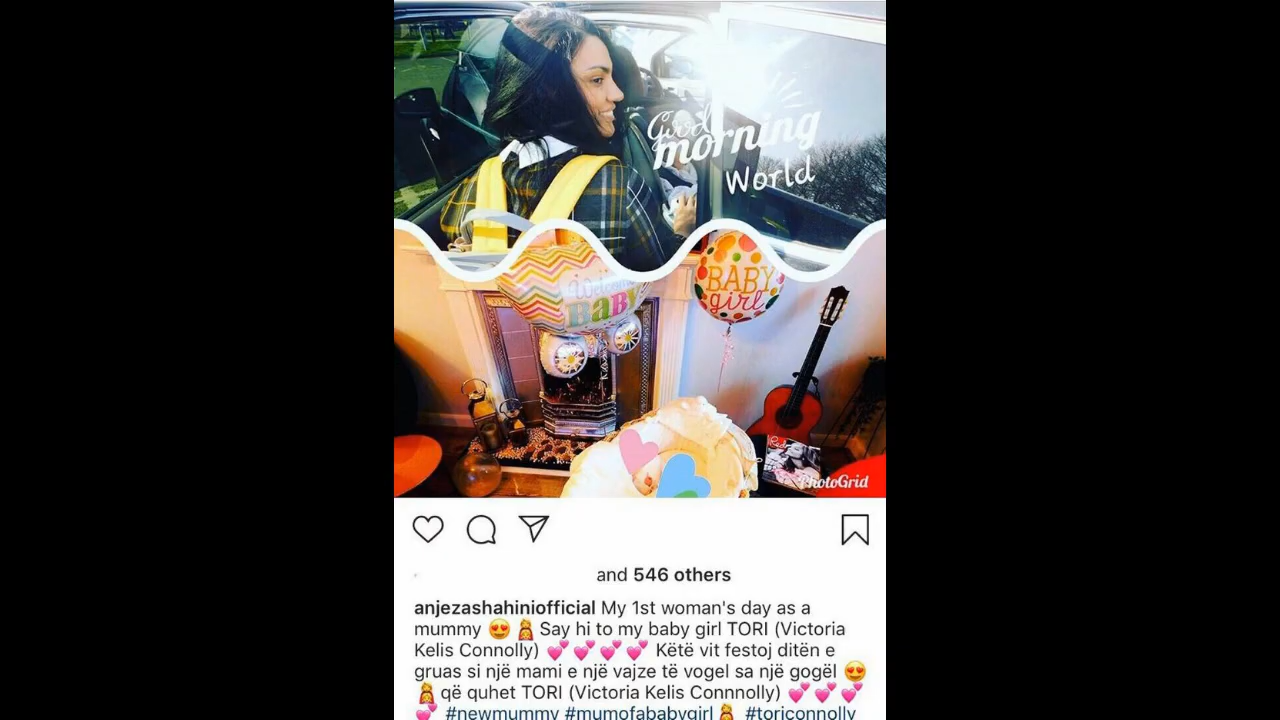 Good
morning
World
Welcome
BABY
BABY
girl
Red
PhotoGrid
and 546 others
anjezashahiniofficial My 1st woman's day as a
mummy 😍 👸 Say hi to my baby girl TORI (Victoria
Kelis Connolly) 💕 💕 💕 💕 Këtë vit festoj ditën e
gruas si një mami e një vajze të vogel sa një gogël 😍
👸 që quhet TORI (Victoria Kelis Connnolly) 💕 💕 💕
💕 #newmummy #mumofababygirl 👸 #toriconnolly